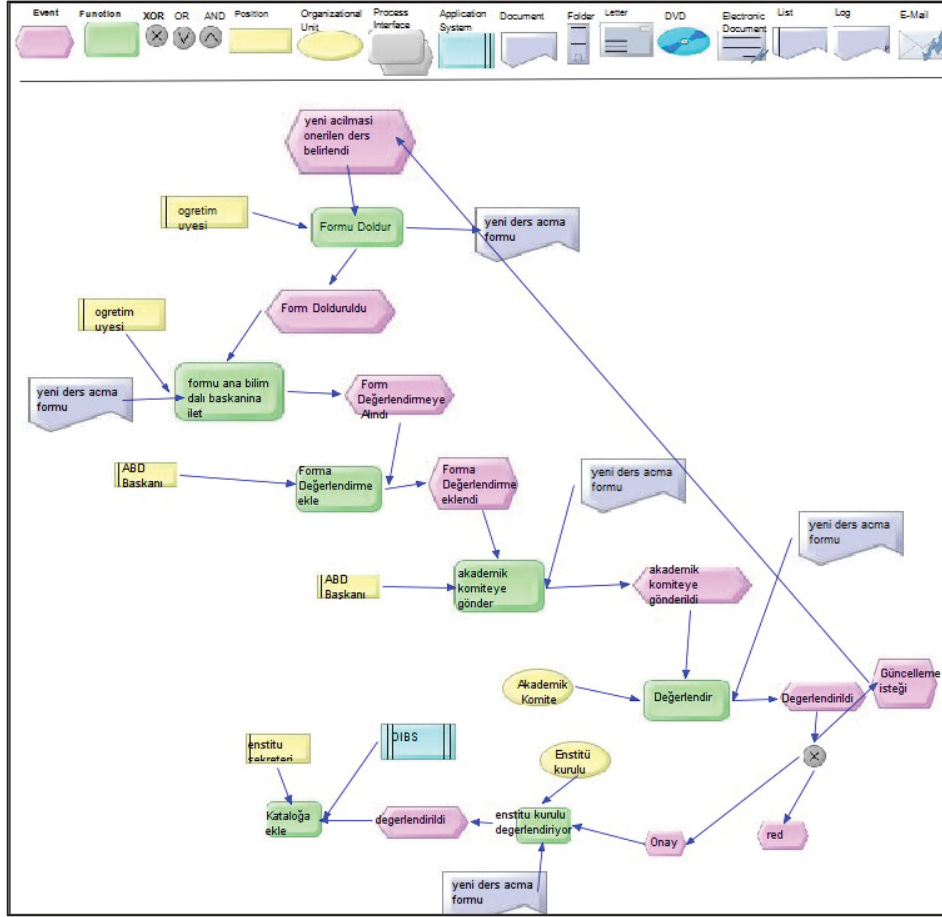 Event
Function
XOR
OR
AND
Position
Organizational
Unit
Process
Interface
Application
System
Document
Folder
Letter
DVD
Electronic
Document
List
Log
E-Mail
yeni acilmasi
onerilen ders
belirlendi
ogretim
uyesi
Formu Doldur
yeni ders acma
formu
Form Dolduruldu
ogretim
uyesi
yeni ders acma
formu
formu ana bilim
dalı baskanina
ilet
Form
Değerlendirmeye
Alındı
ABD
Baskanı
Forma
Değerlendirme
ekle
Forma
Değerlendirme
eklendi
yeni ders acma
formu
yeni ders acma
formu
ABD
Başkanı
akademik
komiteye
gönder
akademik
komiteye
gönderildi
Akademik
Komite
Değerlendir
Degerlendirildi
Güncelleme
isteği
enstitu
sekreteri
OIBS
Enstitü
kurulu
Kataloğa
ekle
degerlendirildi
enstitu kurulu
degerlendiriyor
Onay
red
yeni ders acma
formu